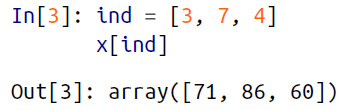 In[3]: ind = [3, 7, 4]
x[ind]
Out[3]: array([71, 86, 60])